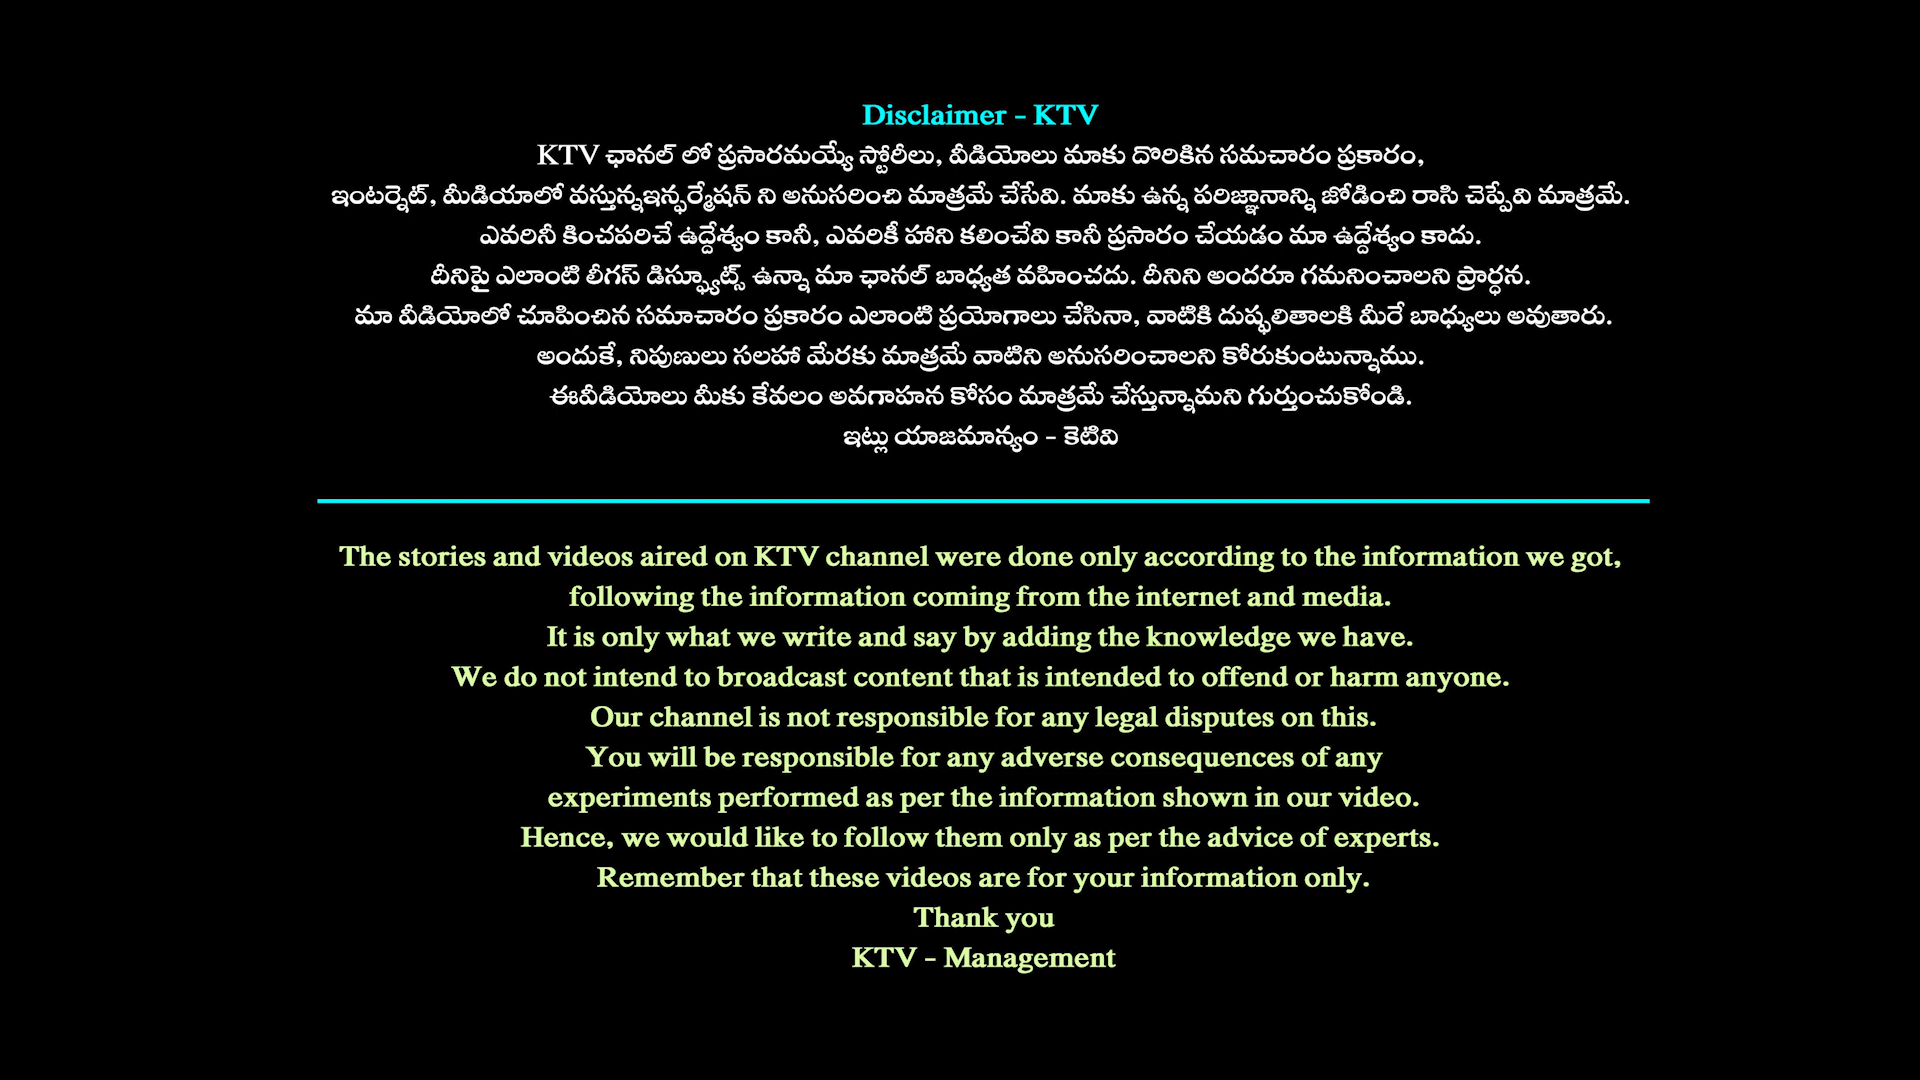 Disclaimer - KTV
KTV ఛానల్ లో ప్రసారమయ్యే స్టోరీలు, వీడియోలు మాకు దొరికిన సమచారం ప్రకారం,
ఇంటర్నెట్, మీడియాలో వస్తున్నఇన్ఫర్మేషన్ ని అనుసరించి మాత్రమే చేసేవి. మాకు ఉన్న పరిజ్ఞానాన్ని జోడించి రాసి చెప్పేవి మాత్రమే.
ఎవరినీ కించపరిచే ఉద్దేశ్యం కానీ, ఎవరికీ హాని కలించేవి కానీ ప్రసారం చేయడం మా ఉద్దేశ్యం కాదు.
దీనిపై ఎలాంటి లీగస్ డిస్ఫ్యూట్స్ ఉన్నా మా ఛానల్ బాధ్యత వహించదు. దీనిని అందరూ గమనించాలని ప్రార్ధన.
మా వీడియోలో చూపించిన సమాచారం ప్రకారం ఎలాంటి ప్రయోగాలు చేసినా, వాటికి దుష్ఫలితాలకి మీరే బాధ్యులు అవుతారు.
అందుకే, నిపుణులు సలహా మేరకు మాత్రమే వాటిని అనుసరించాలని కోరుకుంటున్నాము.
ఈవీడియోలు మీకు కేవలం అవగాహన కోసం మాత్రమే చేస్తున్నామని గుర్తుంచుకోండి.
ఇట్లు యాజమాన్యం - కెటివి
The stories and videos aired on KTV channel were done only according to the information we got,
following the information coming from the internet and media.
It is only what we write and say by adding the knowledge we have.
We do not intend to broadcast content that is intended to offend or harm anyone.
Our channel is not responsible for any legal disputes on this.
You will be responsible for any adverse consequences of any
experiments performed as per the information shown in our video.
Hence, we would like to follow them only as per the advice of experts.
Remember that these videos are for your information only.
Thank you
KTV - Management